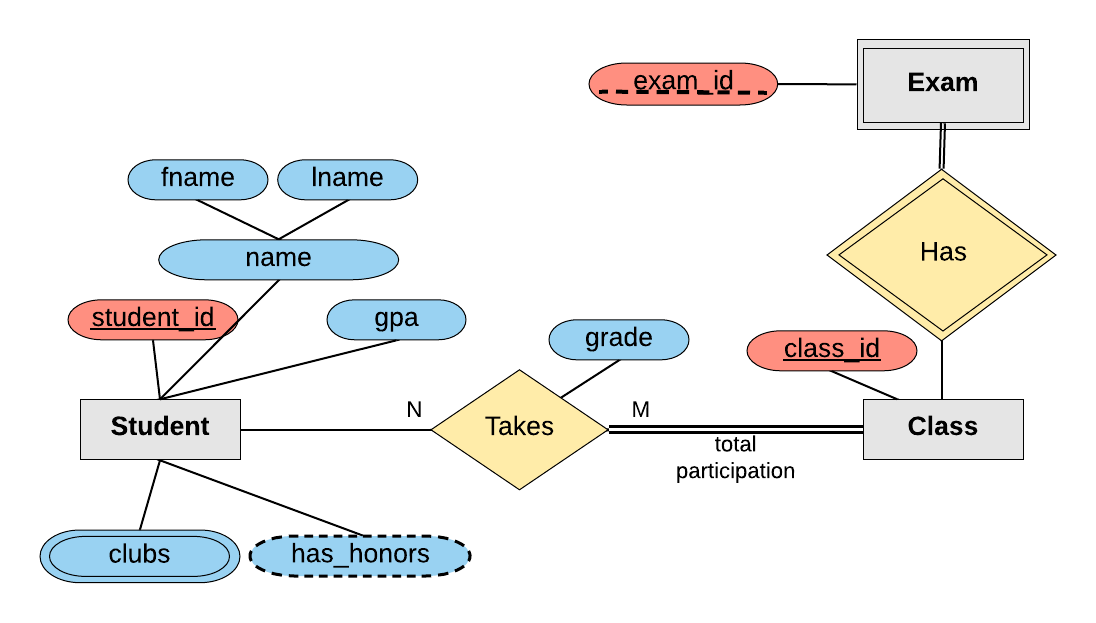 exam_id
Exam
fname
lname
name
Has
student_id
gpa
grade
class_id
Student
N
Takes
M
total
participation
Class
clubs
has_honors